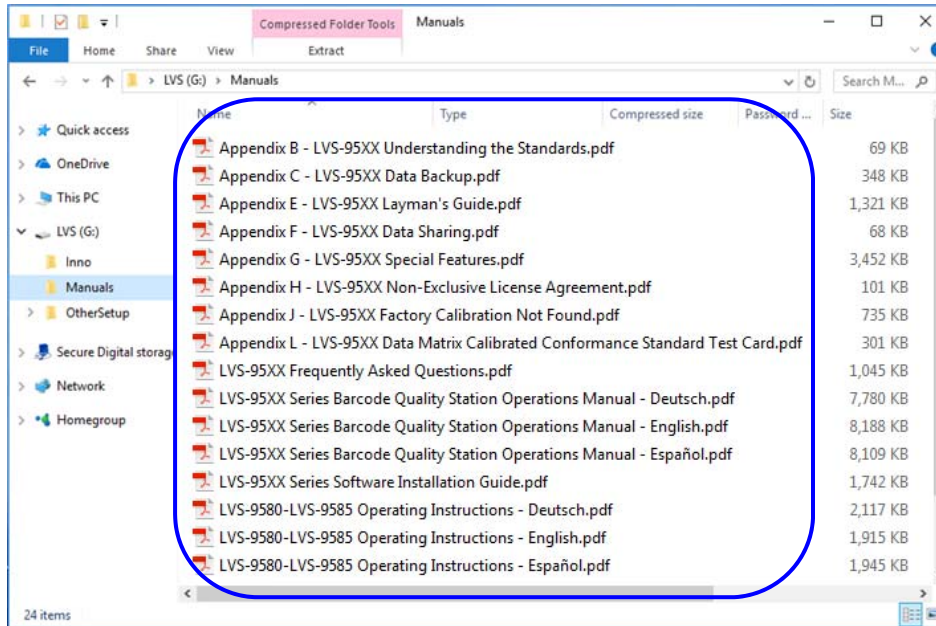 Compressed Folder Tools Manuals
File Home Share View Extract
LVS (G:) > Manuals Search M...
Name Type Compressed size Password ... Size
Quick access
OneDrive
This PC
LVS (G:)
Inno
Manuals
OtherSetup
Secure Digital storag
Network
Homegroup
Appendix B - LVS-95XX Understanding the Standards.pdf 69 KB
Appendix C - LVS-95XX Data Backup.pdf 348 KB
Appendix E - LVS-95XX Layman's Guide.pdf 1,321 KB
Appendix F - LVS-95XX Data Sharing.pdf 68 KB
Appendix G - LVS-95XX Special Features.pdf 3,452 KB
Appendix H - LVS-95XX Non-Exclusive License Agreement.pdf 101 KB
Appendix J - LVS-95XX Factory Calibration Not Found.pdf 735 KB
Appendix L - LVS-95XX Data Matrix Calibrated Conformance Standard Test Card.pdf 301 KB
LVS-95XX Frequently Asked Questions.pdf 1,045 KB
LVS-95XX Series Barcode Quality Station Operations Manual - Deutsch.pdf 7,780 KB
LVS-95XX Series Barcode Quality Station Operations Manual - English.pdf 8,188 KB
LVS-95XX Series Barcode Quality Station Operations Manual - Español.pdf 8,109 KB
LVS-95XX Series Software Installation Guide.pdf 1,742 KB
LVS-9580-LVS-9585 Operating Instructions - Deutsch.pdf 2,117 KB
LVS-9580-LVS-9585 Operating Instructions - English.pdf 1,915 KB
LVS-9580-LVS-9585 Operating Instructions - Español.pdf 1,945 KB
24 items